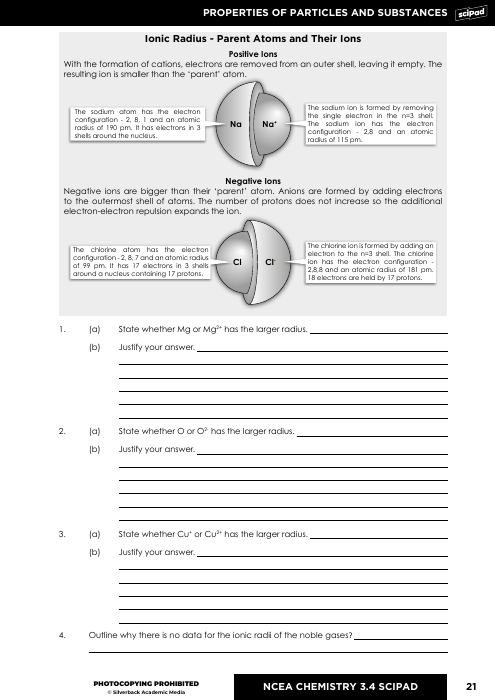 PROPERTIES OF PARTICLES AND SUBSTANCES scipad
Ionic Radius - Parent Atoms and Their Ions
Positive Ions
With the formation of cations, electrons are removed from an outer shell, leaving it empty. The
resulting ion is smaller than the ‘parent’ atom.
The sodium atom has the electron
configuration - 2, 8, 1 and an atomic
radius of 190 pm. It has electrons in 3
shells around the nucleus.
Na
Na⁺
The sodium ion is formed by removing
the single electron in the n=3 shell.
The sodium ion has the electron
configuration - 2,8 and an atomic
radius of 115 pm.
Negative Ions
Negative ions are bigger than their ‘parent’ atom. Anions are formed by adding electrons
to the outermost shell of atoms. The number of protons does not increase so the additional
electron-electron repulsion expands the ion.
The chlorine atom has the electron
configuration - 2, 8, 7 and an atomic radius
of 99 pm. It has 17 electrons in 3 shells
around a nucleus containing 17 protons.
Cl
Cl⁻
The chlorine ion is formed by adding an
electron to the n=3 shell. The chlorine
ion has the electron configuration -
2,8,8 and an atomic radius of 181 pm.
18 electrons are held by 17 protons.
1. (a) State whether Mg or Mg²⁺ has the larger radius.
(b) Justify your answer.
2. (a) State whether O or O²⁻ has the larger radius.
(b) Justify your answer.
3. (a) State whether Cu⁺ or Cu²⁺ has the larger radius.
(b) Justify your answer.
4. Outline why there is no data for the ionic radii of the noble gases?
PHOTOCOPYING PROHIBITED
© Silverback Academic Media
NCEA CHEMISTRY 3.4 SCIPAD
21